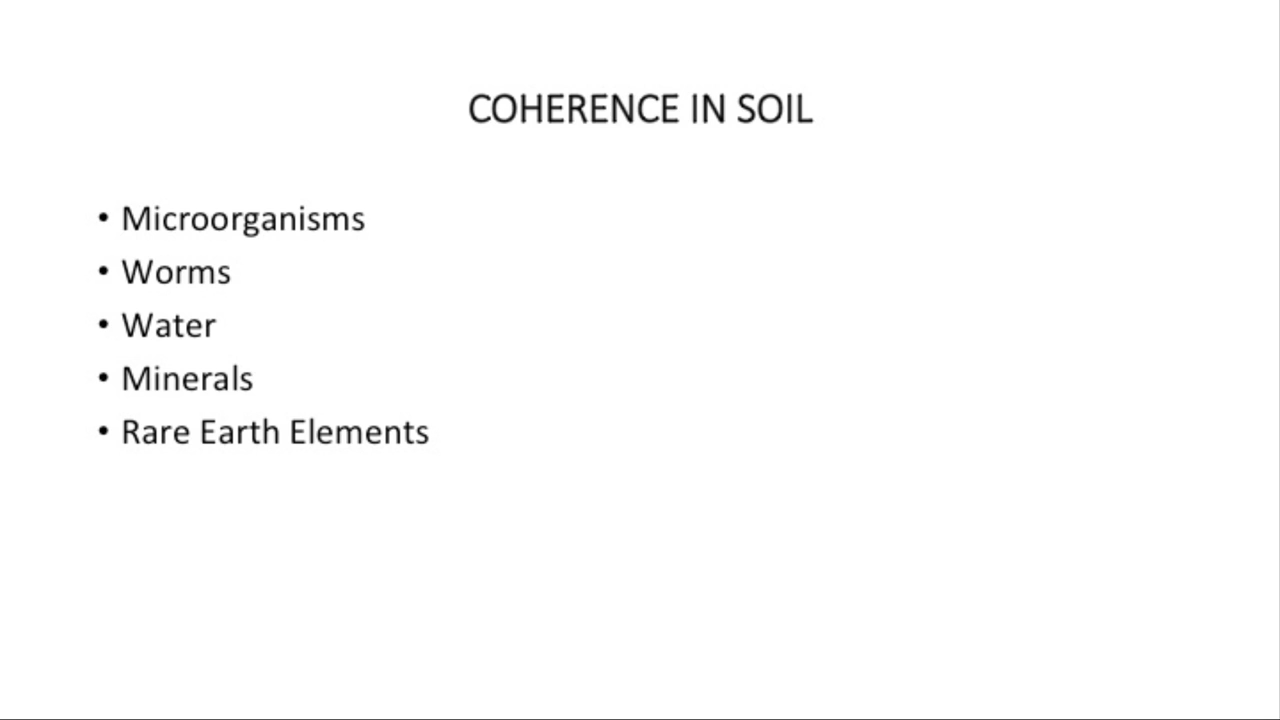 COHERENCE IN SOIL
• Microorganisms
• Worms
• Water
• Minerals
• Rare Earth Elements